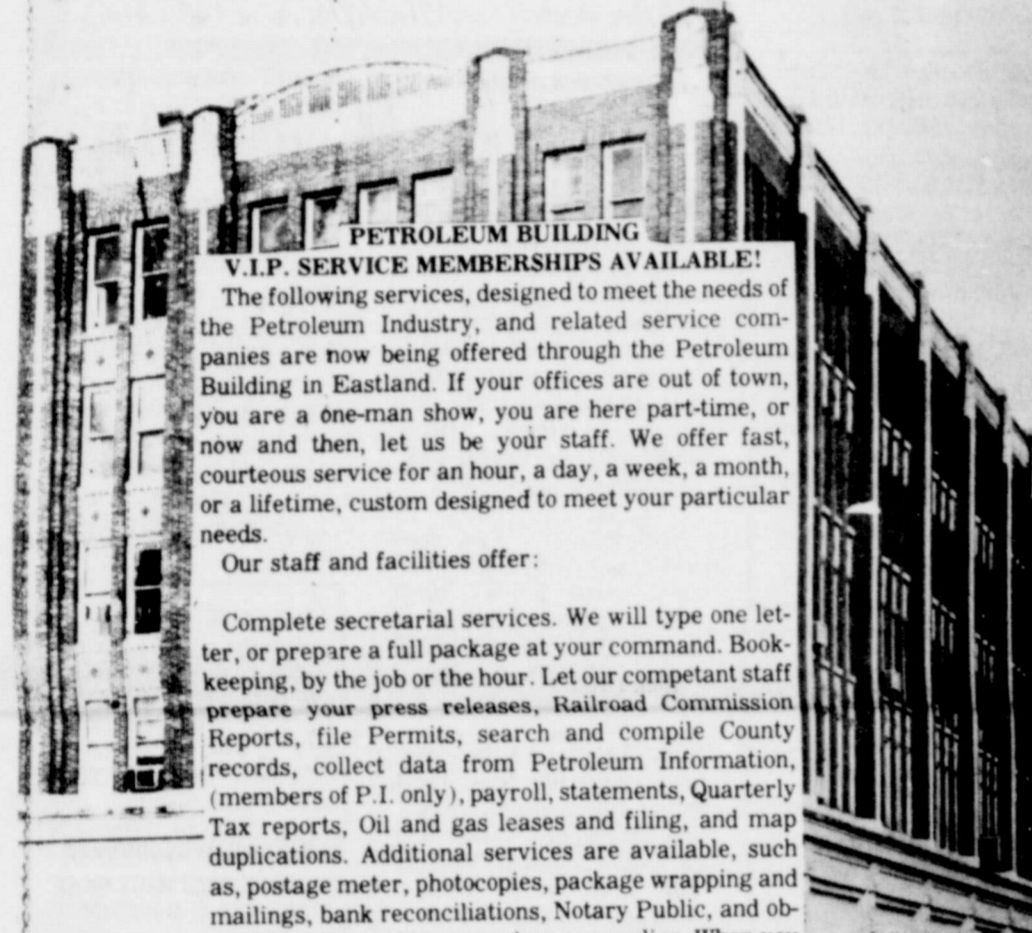 PETROLEUM BUILDING
V.I.P. SERVICE MEMBERSHIPS AVAILABLE!
The following services, designed to meet the needs of
the Petroleum Industry, and related service com-
panies are now being offered through the Petroleum
Building in Eastland. If your offices are out of town,
you are a one-man show, you are here part-time, or
now and then, let us be your staff. We offer fast,
courteous service for an hour, a day, a week, a month,
or a lifetime, custom designed to meet your particular
needs.
Our staff and facilities offer:
Complete secretarial services. We will type one let-
ter, or prepare a full package at your command. Book-
keeping, by the job or the hour. Let our competant staff
prepare your press releases, Railroad Commission
Reports, file Permits, search and compile County
records, collect data from Petroleum Information,
(members of P.I. only), payroll, statements, Quarterly
Tax reports, Oil and gas leases and filing, and map
duplications. Additional services are available, such
as, postage meter, photocopies, package wrapping and
mailings, bank reconciliations, Notary Public, and ob-